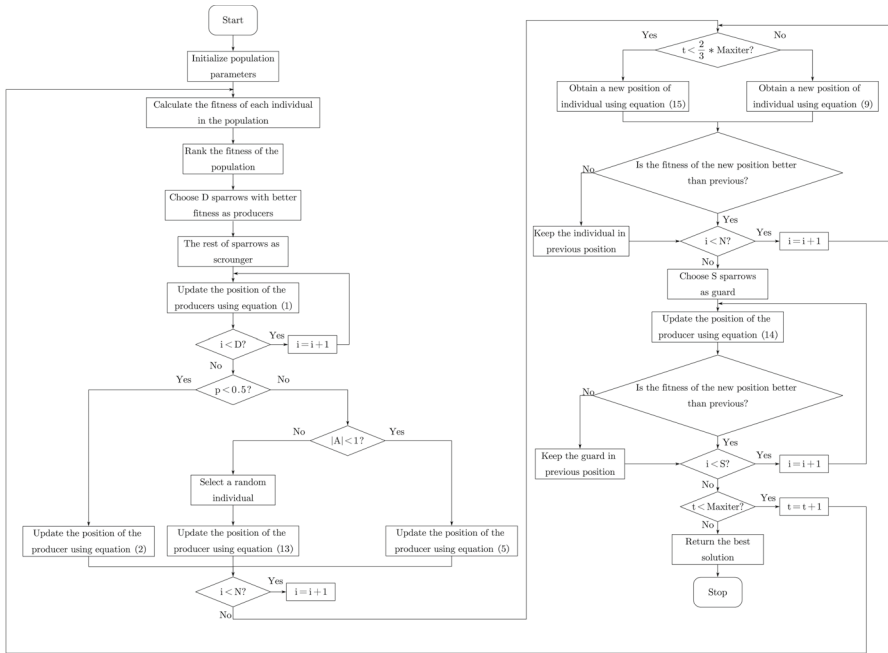 Start
Initialize population
parameters
Calculate the fitness of each individual
in the population
Rank the fitness of the
population
Choose D sparrows with better
fitness as producers
The rest of sparrows as
scrounger
Update the position of the
producers using equation (1)
i<D?
Yes
i=i+1
No
Yes
p<0.5?
No
No
|A|<1?
Yes
Select a random
individual
Update the position of the
producer using equation (2)
Update the position of the
producer using equation (13)
Update the position of the
producer using equation (5)
i<N?
Yes
i=i+1
No
Yes
t<2/3*Maxiter?
No
Obtain a new position of
individual using equation (15)
Obtain a new position of
individual using equation (9)
Is the fitness of the new position better
than previous?
No
Yes
Keep the individual in
previous position
i<N?
Yes
i=i+1
No
Choose S sparrows
as guard
Update the position of the
producer using equation (14)
Is the fitness of the new position better
than previous?
No
Yes
Keep the guard in
previous position
i<S?
Yes
i=i+1
No
t<Maxiter?
Yes
t=t+1
No
Return the best
solution
Stop